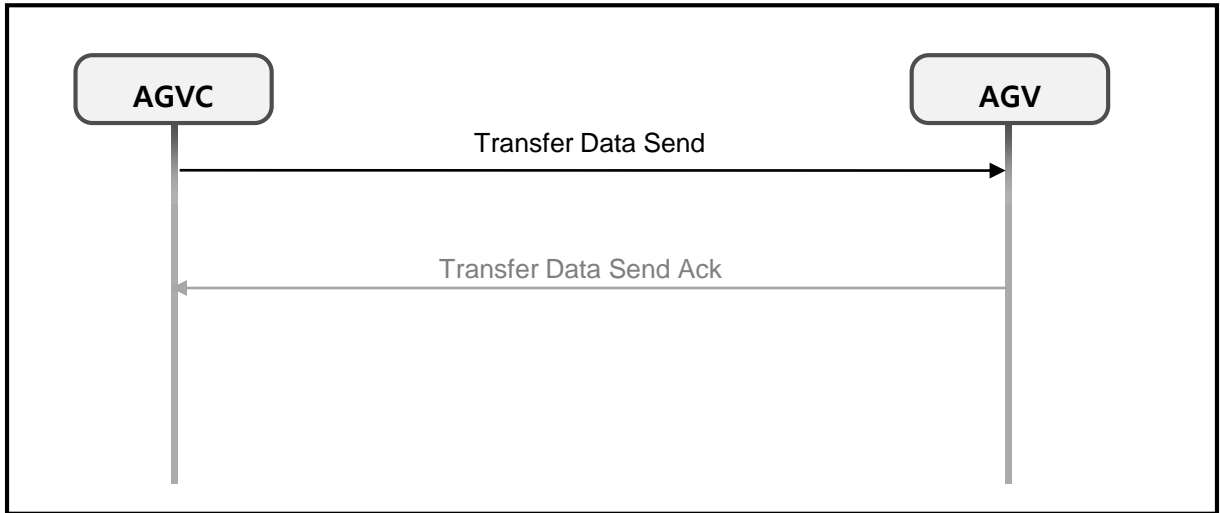 AGVC
AGV
Transfer Data Send
Transfer Data Send Ack